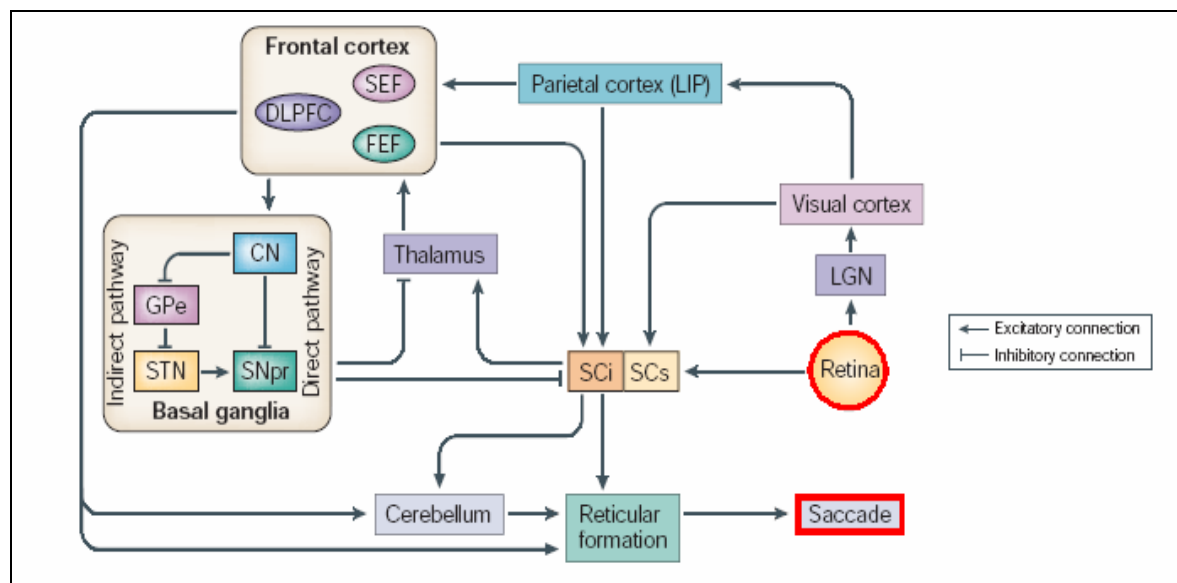 Frontal cortex
SEF
DLPFC
FEF
Parietal cortex (LIP)
Visual cortex
LGN
Retina
Thalamus
Indirect pathway
CN
GPe
STN
SNpr
Direct pathway
Basal ganglia
SCi
SCs
Excitatory connection
Inhibitory connection
Cerebellum
Reticular
formation
Saccade